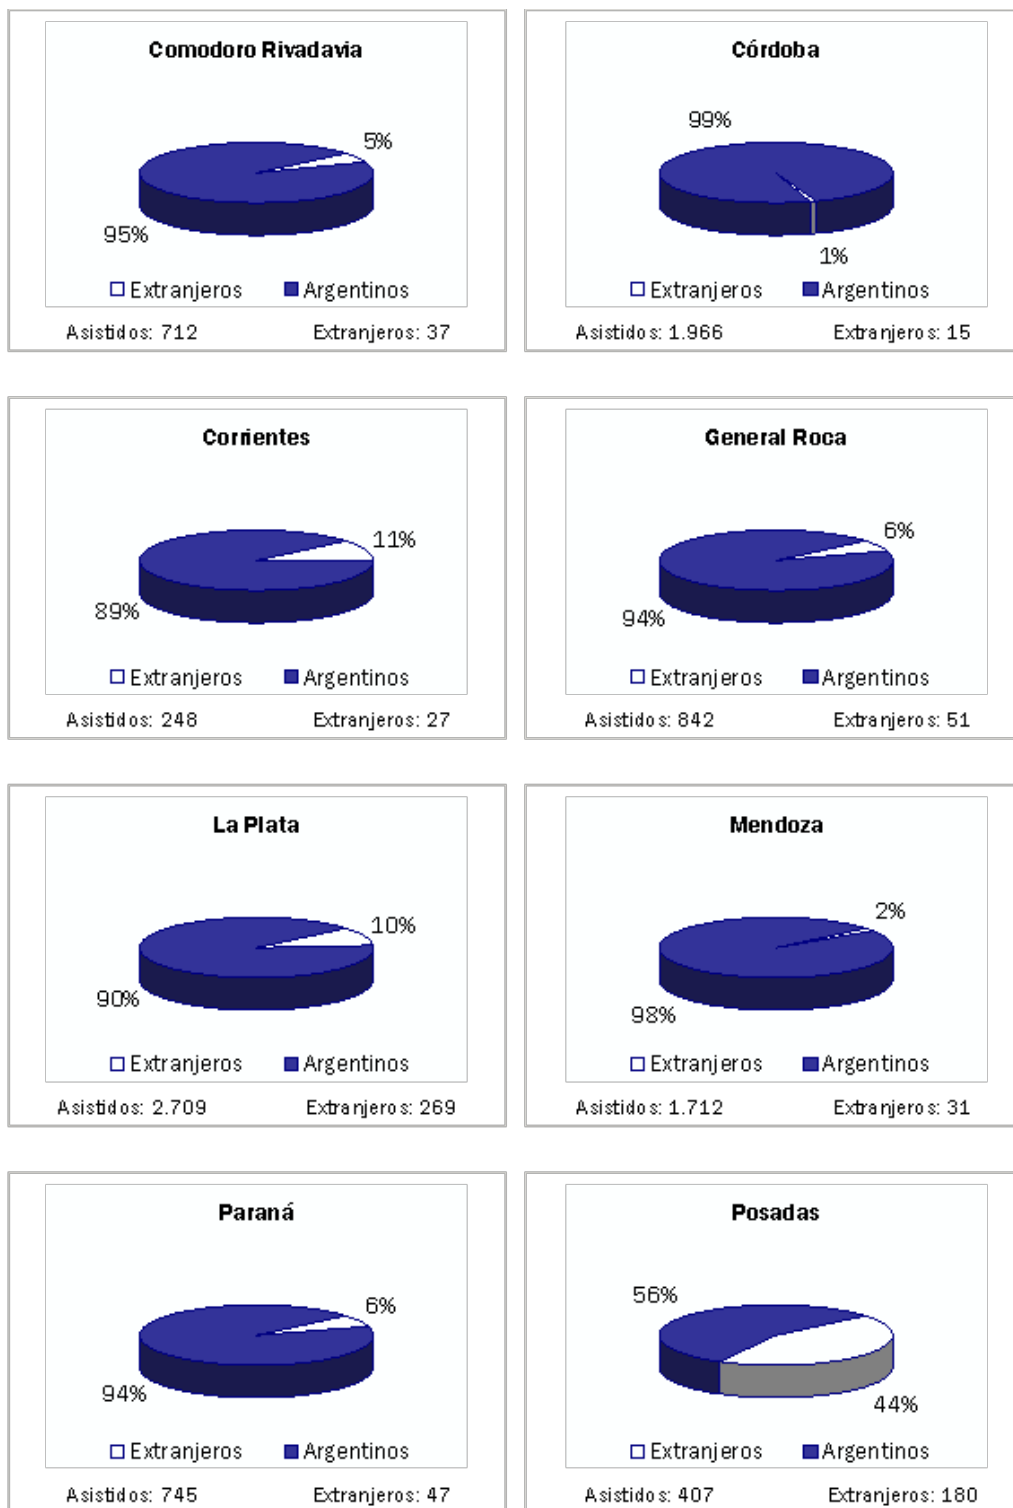 Comodoro Rivadavia
5%
95%
Extranjeros Argentinos
Asistidos: 712 Extranjeros: 37
Córdoba
99%
1%
Extranjeros Argentinos
Asistidos: 1.966 Extranjeros: 15
Corrientes
11%
89%
Extranjeros Argentinos
Asistidos: 248 Extranjeros: 27
General Roca
6%
94%
Extranjeros Argentinos
Asistidos: 842 Extranjeros: 51
La Plata
10%
90%
Extranjeros Argentinos
Asistidos: 2.709 Extranjeros: 269
Mendoza
2%
98%
Extranjeros Argentinos
Asistidos: 1.712 Extranjeros: 31
Paraná
6%
94%
Extranjeros Argentinos
Asistidos: 745 Extranjeros: 47
Posadas
56%
44%
Extranjeros Argentinos
Asistidos: 407 Extranjeros: 180